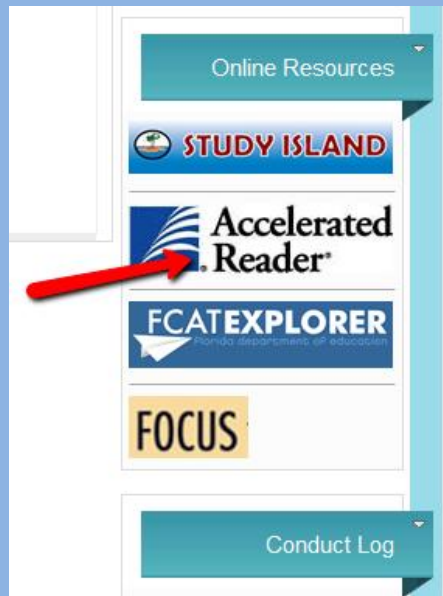 Online Resources
STUDY ISLAND
Accelerated
Reader®
FCATEXPLORER
Florida department of education
FOCUS
Conduct Log